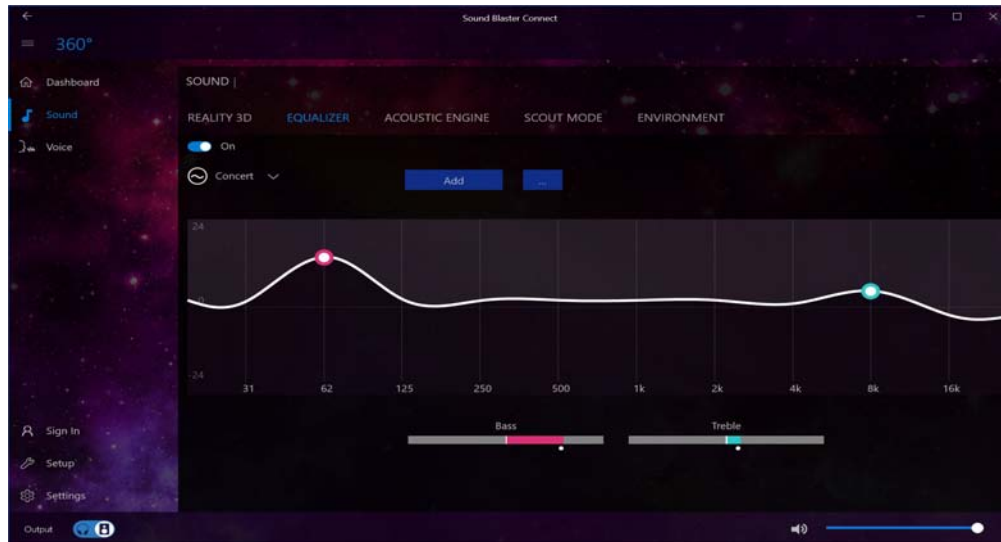 Sound Blaster Connect
360°
Dashboard
Sound
Voice
Sign In
Setup
Settings
Output
SOUND |
REALITY 3D EQUALIZER ACOUSTIC ENGINE SCOUT MODE ENVIRONMENT
On
Concert
Add ...
24
0
-24
31 62 125 250 500 1k 2k 4k 8k 16k
Bass Treble